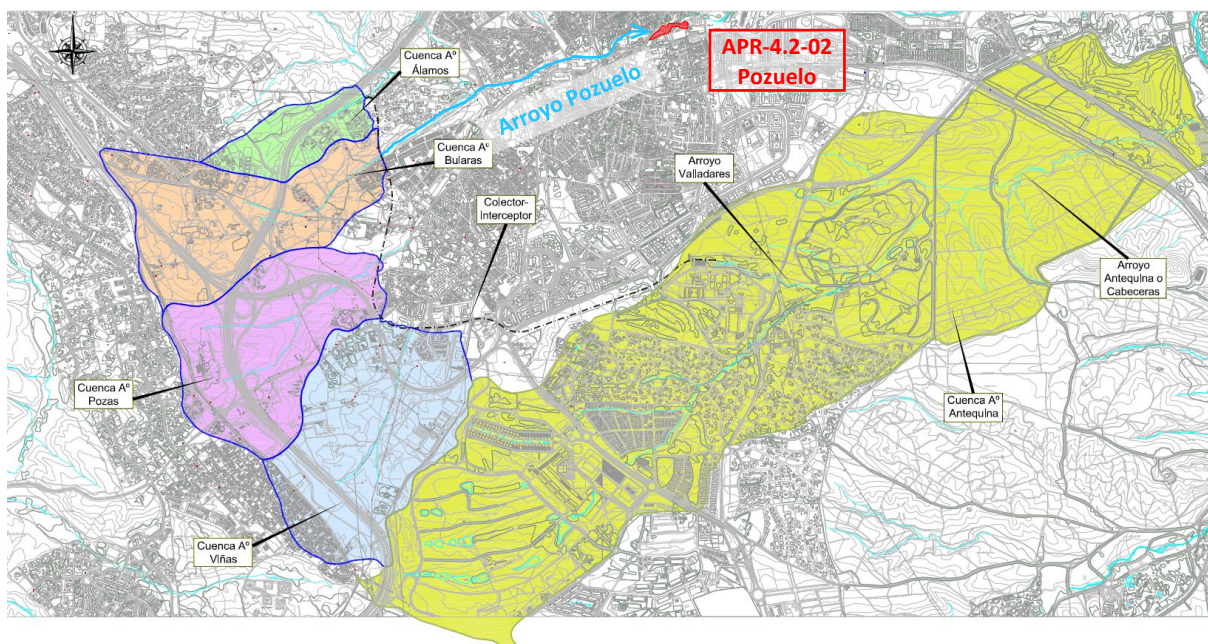 Cuenca Aº
Álamos
APR-4.2-02
Pozuelo
Arroyo Pozuelo
Cuenca Aº
Bularas
Arroyo
Valladares
Colector-
Interceptor
Arroyo
Antequina o
Cabeceras
Cuenca Aº
Pozas
Cuenca Aº
Antequina
Cuenca Aº
Viñas